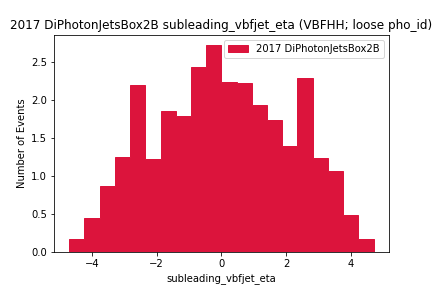 2017 DiPhotonJetsBox2B subleading_vbfjet_eta (VBFHH; loose pho_id)
2017 DiPhotonJetsBox2B
Number of Events
2.5
2.0
1.5
1.0
0.5
0.0
−4
−2
0
2
4
subleading_vbfjet_eta